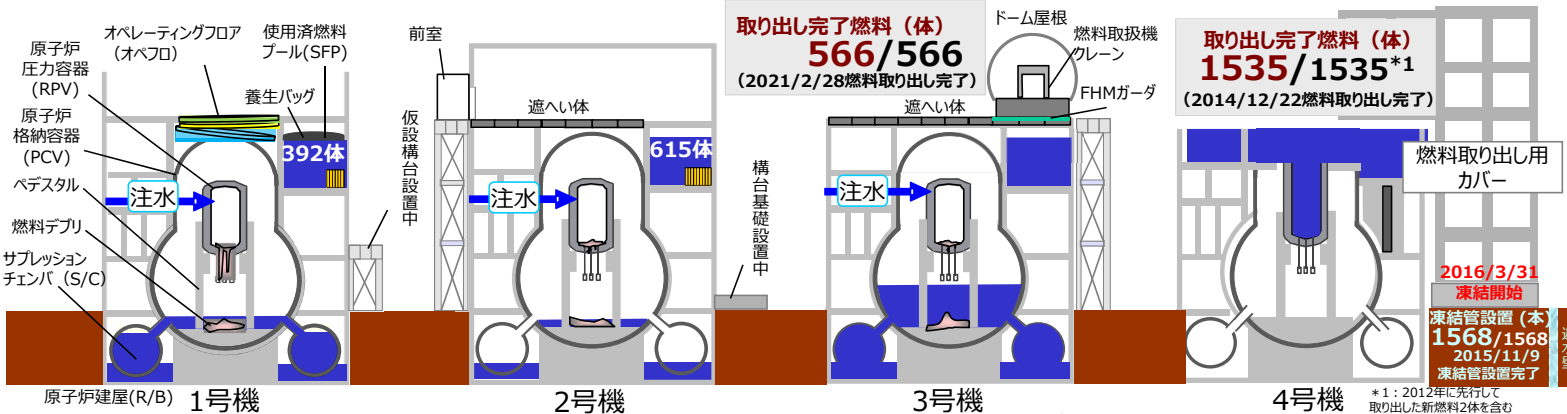 原子炉
圧力容器
(RPV)
オペレーティングフロア
(オペフロ)
使用済燃料
プール(SFP)
養生バッグ
原子炉
格納容器
(PCV)
392体
ペデスタル
注水
燃料デブリ
サプレッション
チェンバ (S/C)
原子炉建屋(R/B)
1号機
仮設構台設置中
前室
遮へい体
615体
注水
構台基礎設置中
2号機
取り出し完了燃料（体）
566/566
(2021/2/28燃料取り出し完了)
ドーム屋根
燃料取扱機
クレーン
FHMガーダ
遮へい体
注水
3号機
取り出し完了燃料（体）
1535/1535*1
(2014/12/22燃料取り出し完了)
燃料取り出し用
カバー
2016/3/31
凍結開始
凍結管設置（本）
1568/1568
2015/11/9
凍結管設置完了
4号機
*1：2012年に先行して
取り出した新燃料2体を含む